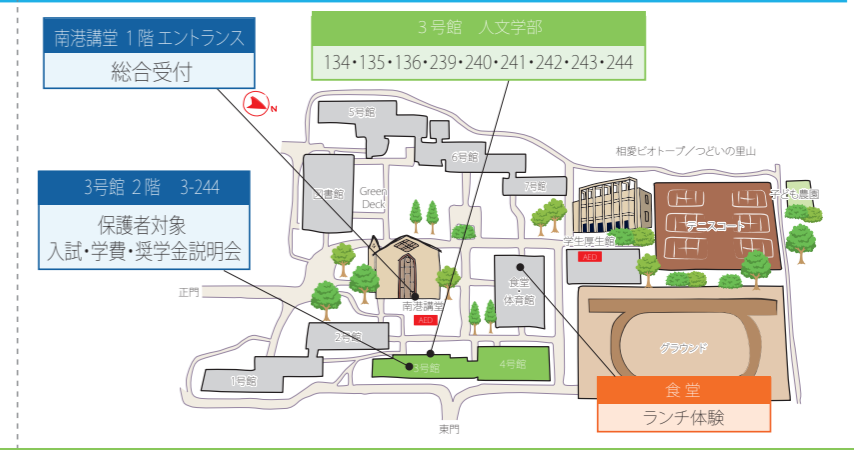 南港講堂 1階 エントランス
総合受付
3号館 人文学部
134・135・136・239・240・241・242・243・244
N
5号館
相愛ビオトープ/つどいの里山
6号館
3号館 2階 3-244
保護者対象
入試・学費・奨学金説明会
図書館
Green
Deck
7号館
子ども農園
テニスコート
学生厚生館
AED
食堂
体育館
正門
南港講堂
AED
2号館
グラウンド
3号館
4号館
1号館
食堂
ランチ体験
東門